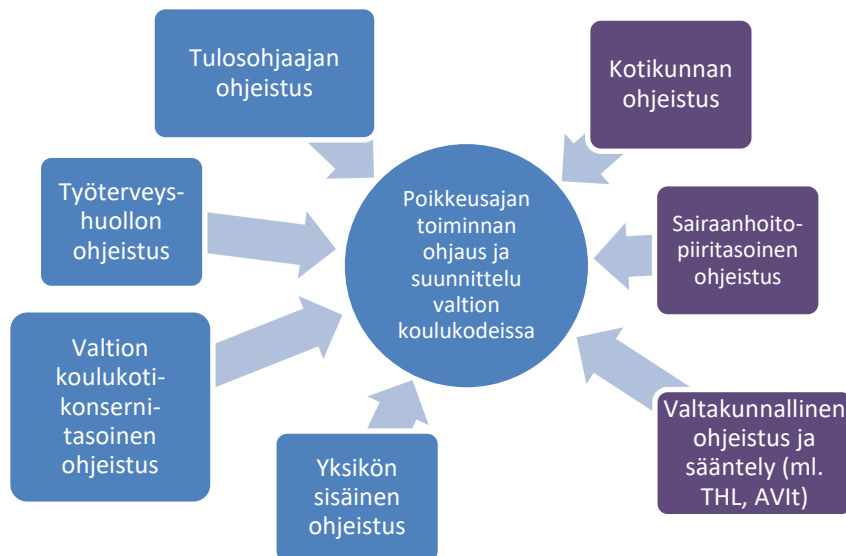 Tulosohjaajan
ohjeistus
Kotikunnan
ohjeistus
Työterveys-
huollon
ohjeistus
Poikkeusajan
toiminnan
ohjaus ja
suunnittelu
valtion
koulukodeissa
Sairaanhoito-
piiritasoinen
ohjeistus
Valtion
koulukoti-
konserni-
tasoinen
ohjeistus
Yksikön
sisäinen
ohjeistus
Valtakunnallinen
ohjeistus ja
sääntely (ml.
THL, AVIt)